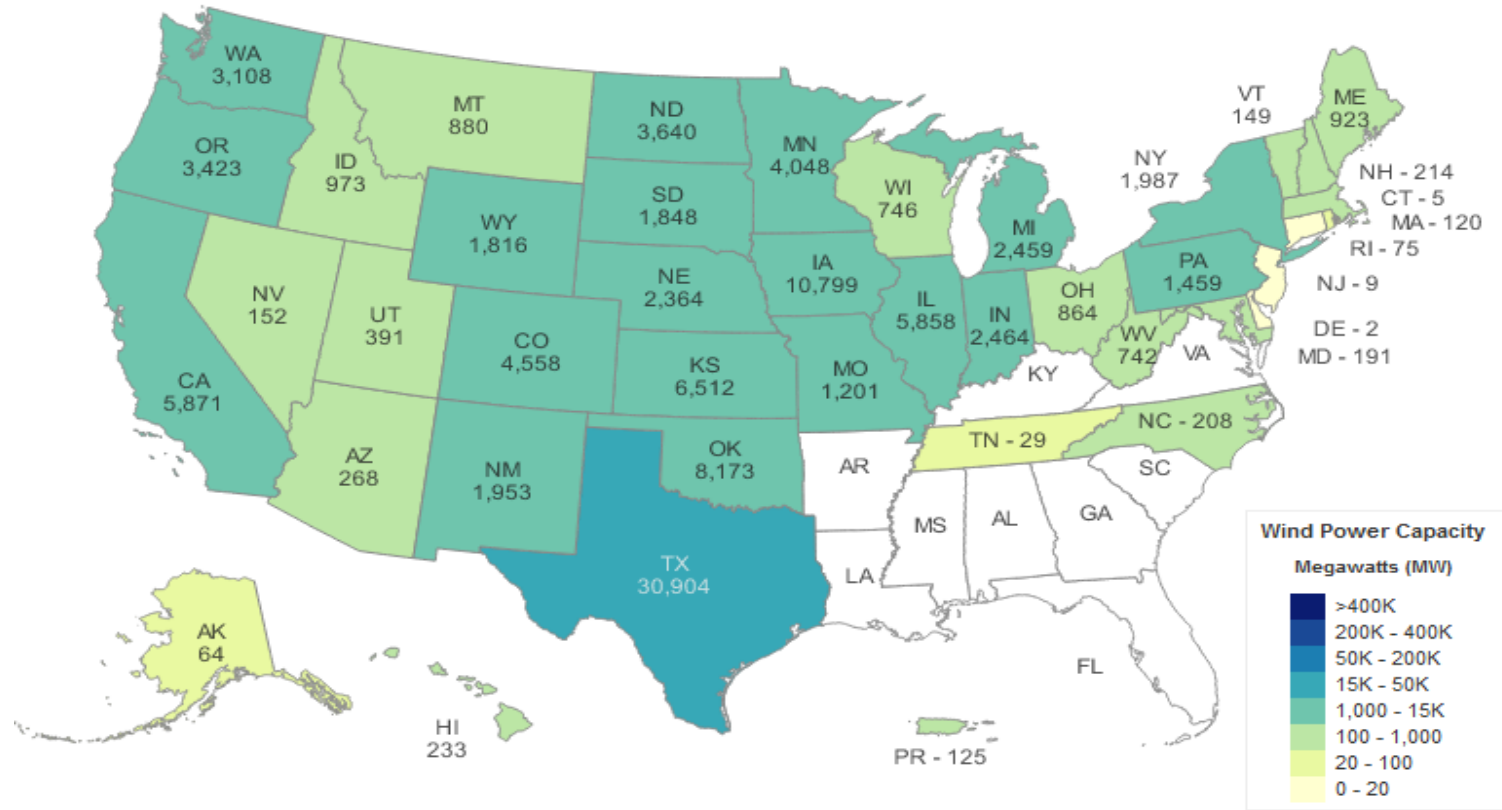 WA
3,108
OR
3,423
CA
5,871
ID
973
NV
152
MT
880
WY
1,816
UT
391
AZ
268
CO
4,558
NM
1,953
ND
3,640
SD
1,848
NE
2,364
KS
6,512
OK
8,173
TX
30,904
MN
4,048
IA
10,799
MO
1,201
AR
LA
WI
746
IL
5,858
MI
2,459
IN
2,464
OH
864
KY
TN - 29
MS
AL
GA
FL
SC
NC - 208
VA
WV
742
PA
1,459
NY
1,987
VT
149
ME
923
NH - 214
CT - 5
MA - 120
RI - 75
NJ - 9
DE - 2
MD - 191
AK
64
HI
233
PR - 125
Wind Power Capacity
Megawatts (MW)
>400K
200K - 400K
50K - 200K
15K - 50K
1,000 - 15K
100 - 1,000
20 - 100
0 - 20